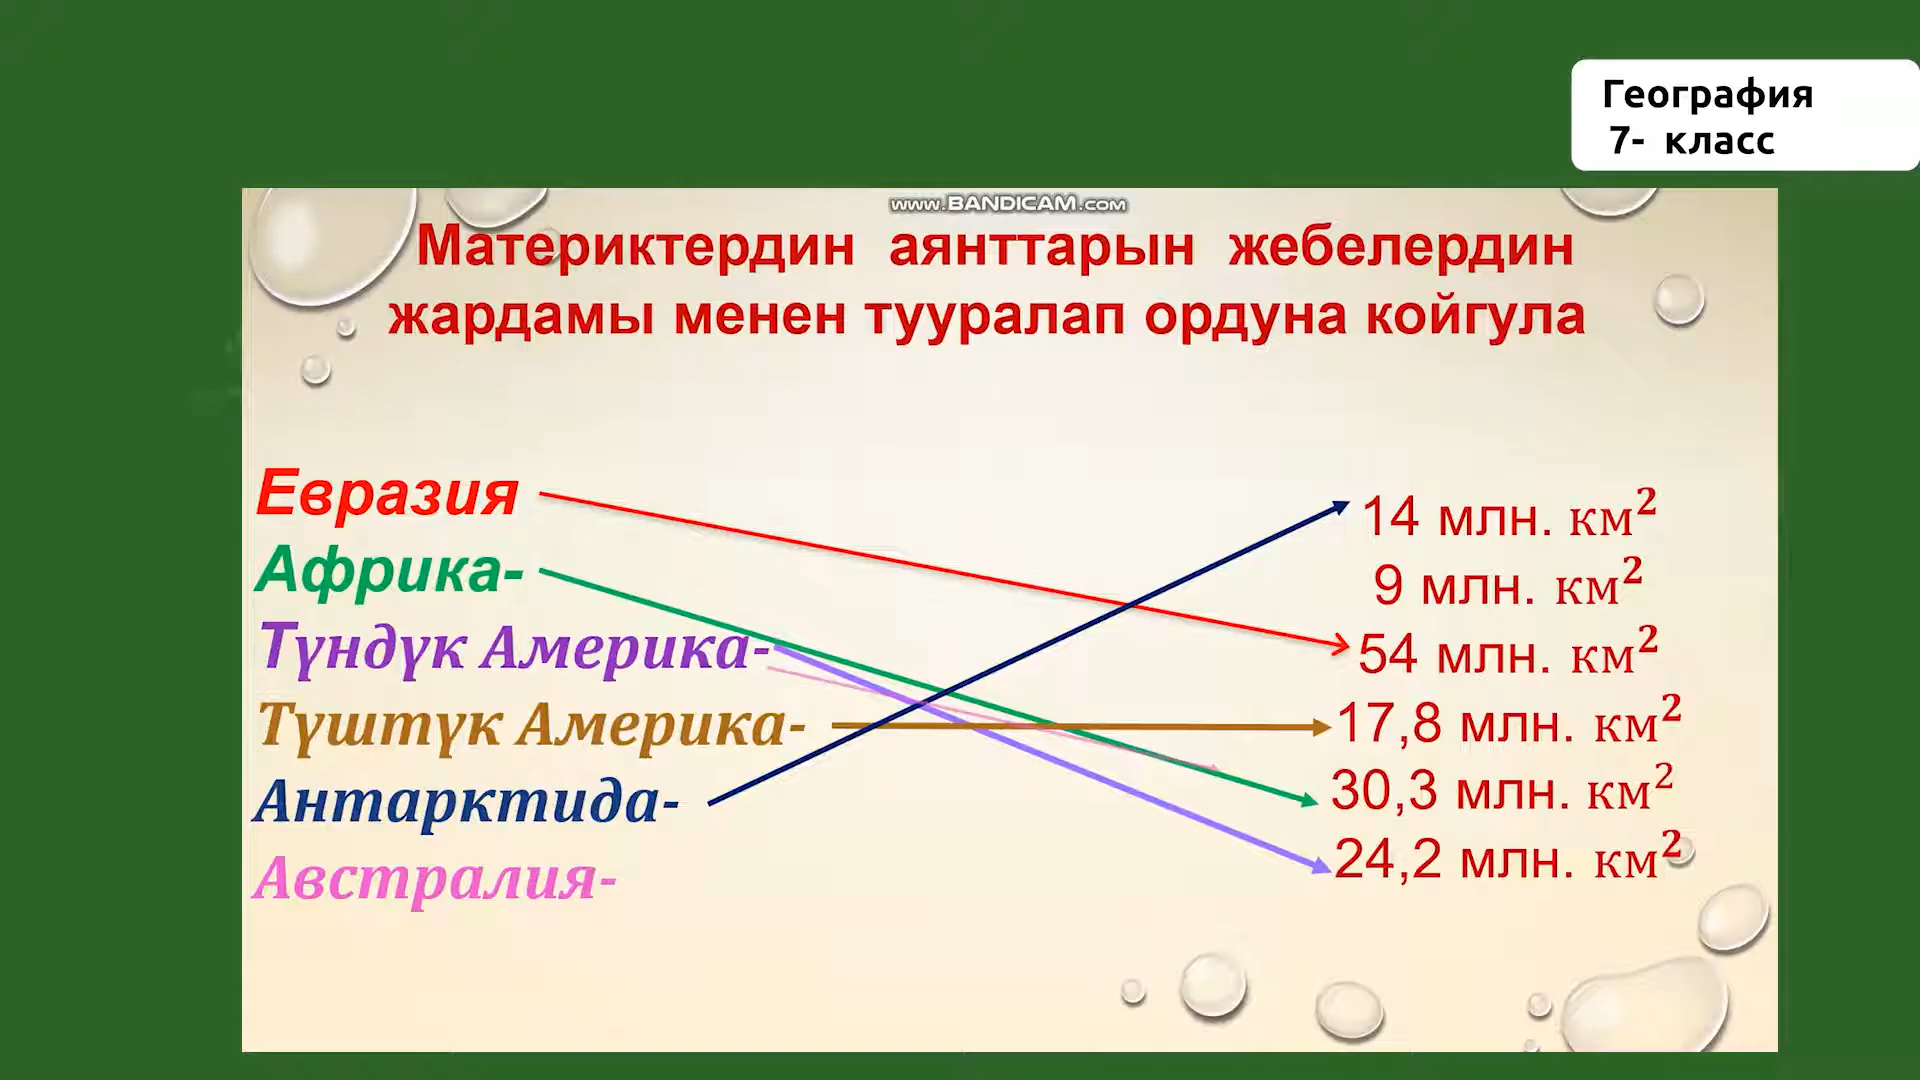 География
7- класс
www.BANDICAM.com
Материктердин аянттарын жебелердин
жардамы менен тууралап ордуна койгула
Евразия
Африка-
Түндүк Америка-
Түштүк Америка-
Антарктида-
Австралия-
14 млн. км²
9 млн. км²
54 млн. км²
17,8 млн. км²
30,3 млн. км²
24,2 млн. км²